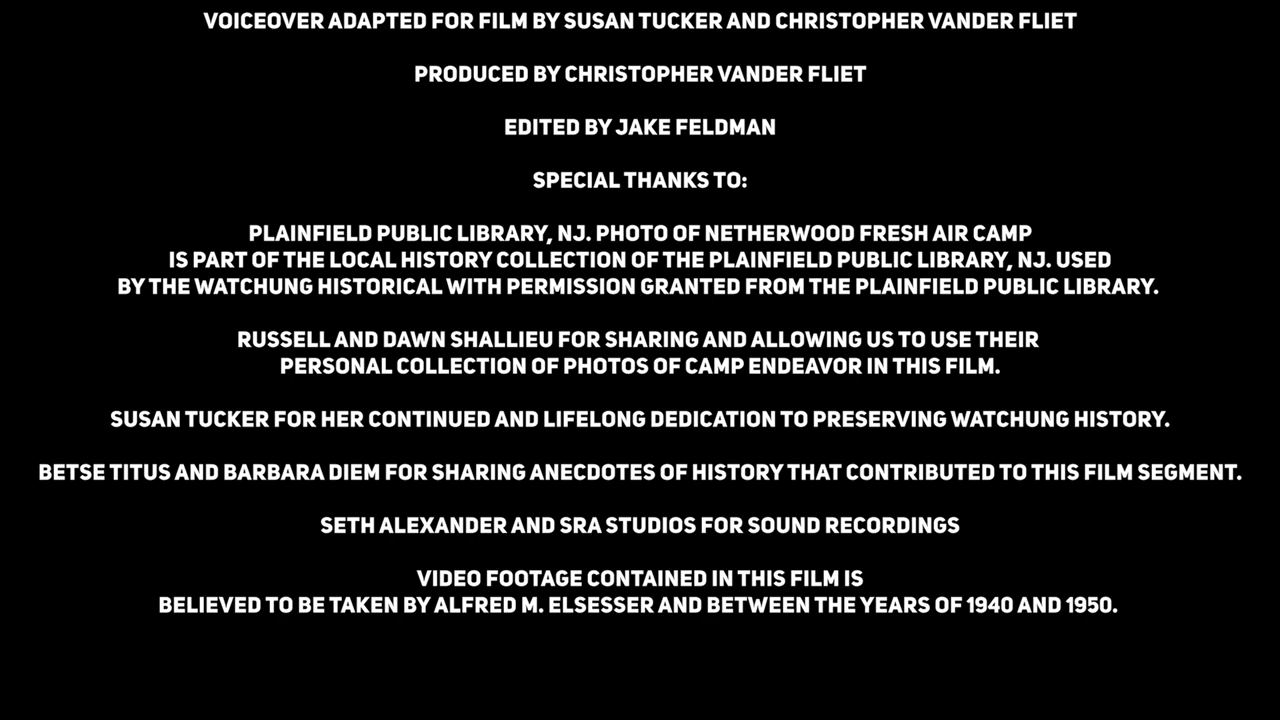 VOICEOVER ADAPTED FOR FILM BY SUSAN TUCKER AND CHRISTOPHER VANDER FLIET
PRODUCED BY CHRISTOPHER VANDER FLIET
EDITED BY JAKE FELDMAN
SPECIAL THANKS TO:
PLAINFIELD PUBLIC LIBRARY, NJ. PHOTO OF NETHERWOOD FRESH AIR CAMP
IS PART OF THE LOCAL HISTORY COLLECTION OF THE PLAINFIELD PUBLIC LIBRARY, NJ. USED
BY THE WATCHUNG HISTORICAL WITH PERMISSION GRANTED FROM THE PLAINFIELD PUBLIC LIBRARY.
RUSSELL AND DAWN SHALLIEU FOR SHARING AND ALLOWING US TO USE THEIR
PERSONAL COLLECTION OF PHOTOS OF CAMP ENDEAVOR IN THIS FILM.
SUSAN TUCKER FOR HER CONTINUED AND LIFELONG DEDICATION TO PRESERVING WATCHUNG HISTORY.
BETSE TITUS AND BARBARA DIEM FOR SHARING ANECDOTES OF HISTORY THAT CONTRIBUTED TO THIS FILM SEGMENT.
SETH ALEXANDER AND SRA STUDIOS FOR SOUND RECORDINGS
VIDEO FOOTAGE CONTAINED IN THIS FILM IS
BELIEVED TO BE TAKEN BY ALFRED M. ELSESSER AND BETWEEN THE YEARS OF 1940 AND 1950.